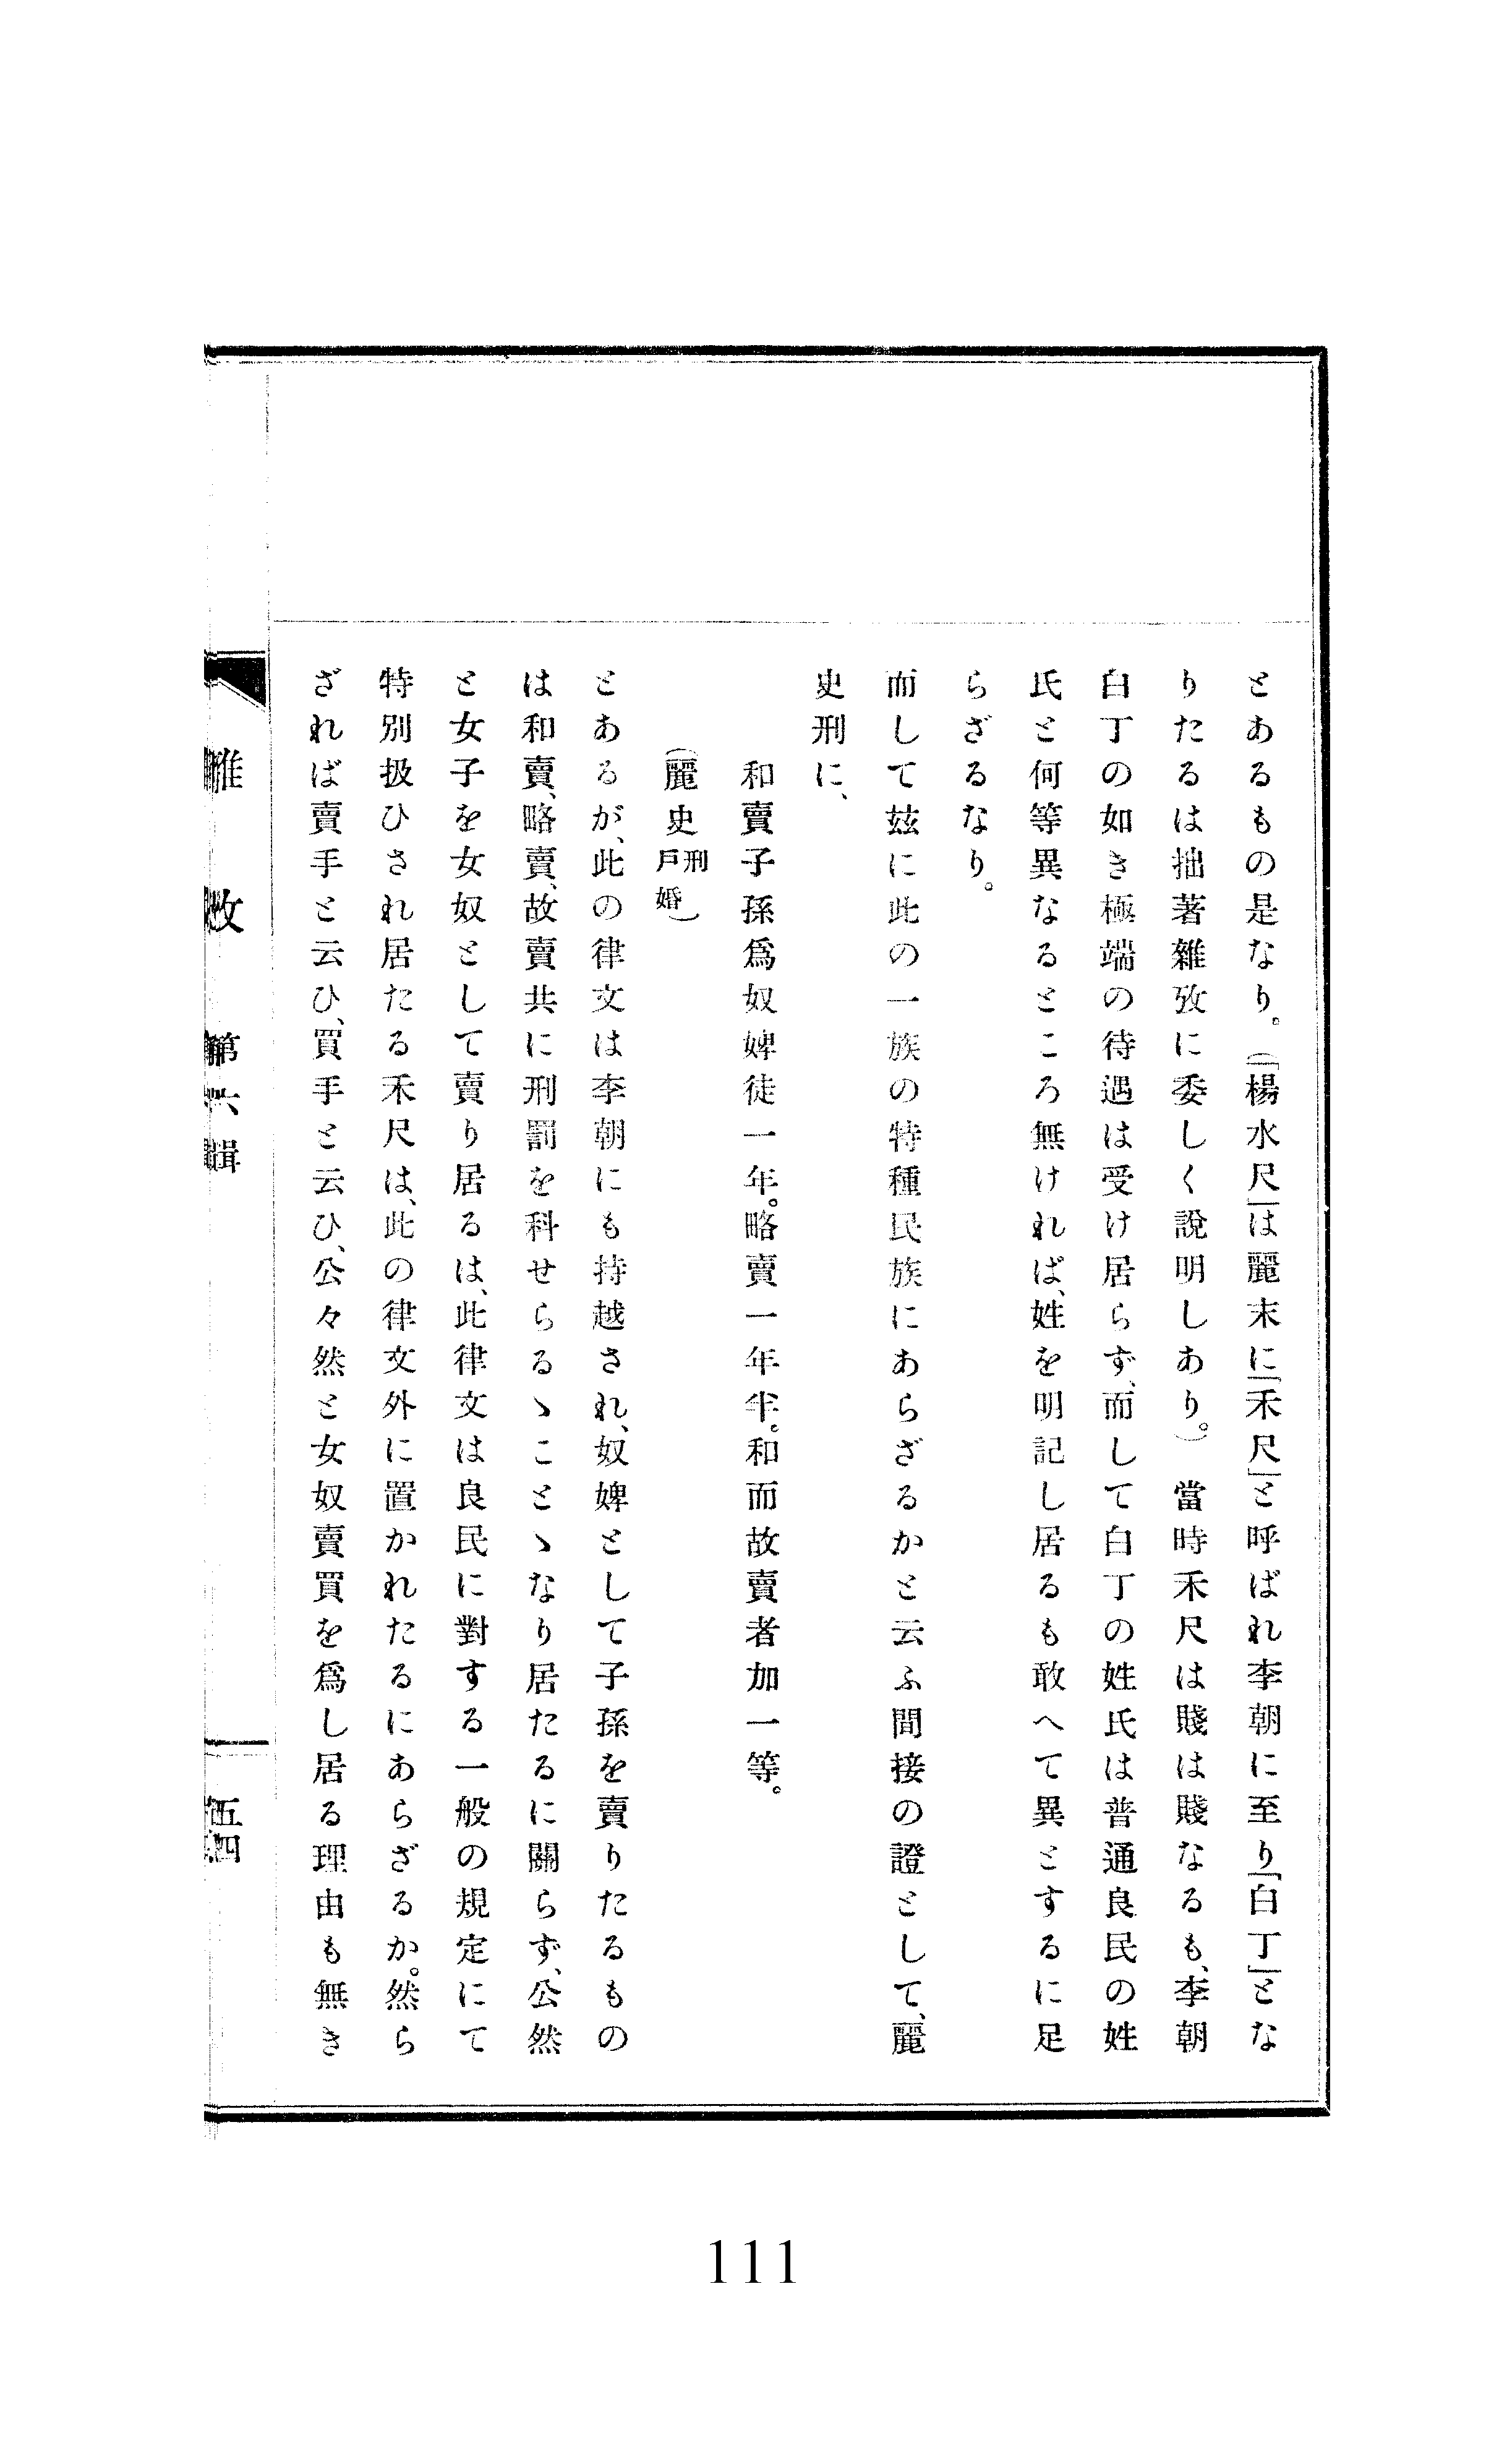 とあるもの是なり。(「楊水尺」は麗末に「禾尺」と呼ばれ李朝に至り「白丁」とな
りたるは拙著雜攷に委しく說明しあり。) 當時禾尺は賤は賤なるも、李朝
白丁の如き極端の待遇は受け居らず、而して白丁の姓氏は普通良民の姓
氏と何等異なるところ無ければ、姓を明記し居るも敢へて異とするに足
らざるなり。
而して玆に此の一族の特種民族にあらざるかと云ふ間接の證として、麗
史刑に、
和賣子孫爲奴婢徒一年。略賣一年半。和而故賣者加一等。
(麗史刑戶婚)
とあるが、此の律文は李朝にも持越され、奴婢として子孫を賣りたるもの
は和賣、略賣、故賣共に刑罰を科せらるゝことゝなり居たるに關らず、公然
と女子を女奴として賣り居るは、此律文は良民に對する一般の規定にて
特別扱ひされ居たる禾尺は、此の律文外に置かれたるにあらざるか。然ら
ざれば賣手と云ひ、買手と云ひ、公々然と女奴賣買を爲し居る理由も無き
雜攷 第六輯
五四
111